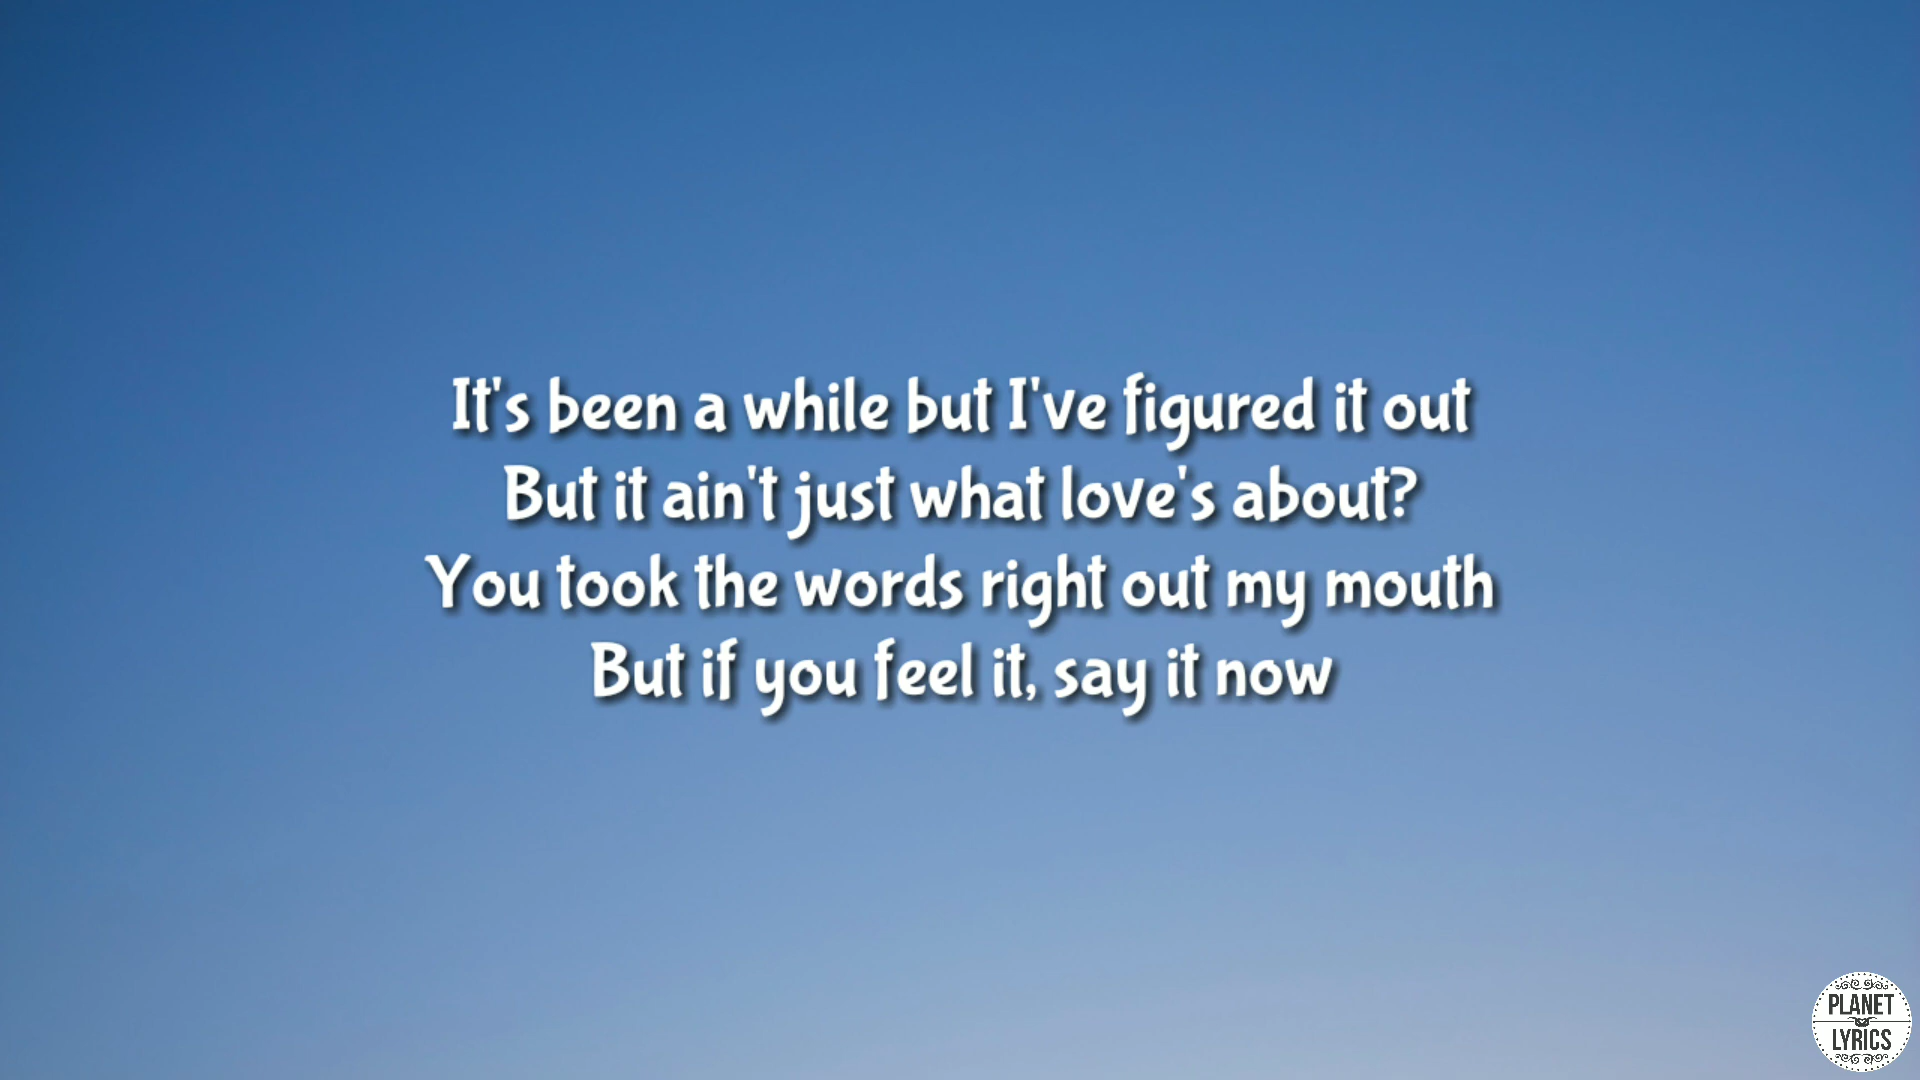 It's been a while but I've figured it out
But it ain't just what love's about?
You took the words right out my mouth
But if you feel it, say it now
PLANET
LYRICS